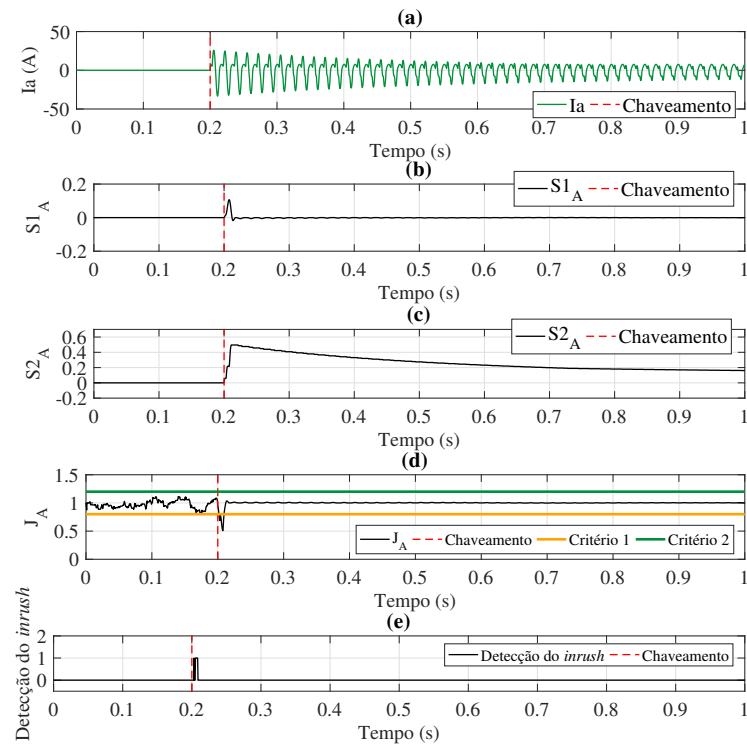 (a)
50
0
-50
Ia (A)
0 0.1 0.2 0.3 0.4 0.5 0.6 0.7 0.8 0.9 1
Ia Chaveamento
Tempo (s)
(b)
0.2
0
-0.2
S1_A
0 0.1 0.2 0.3 0.4 0.5 0.6 0.7 0.8 0.9 1
S1_A Chaveamento
Tempo (s)
(c)
0.6
0.4
0.2
0
-0.2
S2_A
0 0.1 0.2 0.3 0.4 0.5 0.6 0.7 0.8 0.9 1
S2_A Chaveamento
Tempo (s)
(d)
1.5
1
0.5
0
J_A
0 0.1 0.2 0.3 0.4 0.5 0.6 0.7 0.8 0.9 1
J_A Chaveamento Critério 1 Critério 2
Tempo (s)
(e)
2
1
0
Detecção do inrush
0 0.1 0.2 0.3 0.4 0.5 0.6 0.7 0.8 0.9 1
Detecção do inrush Chaveamento
Tempo (s)